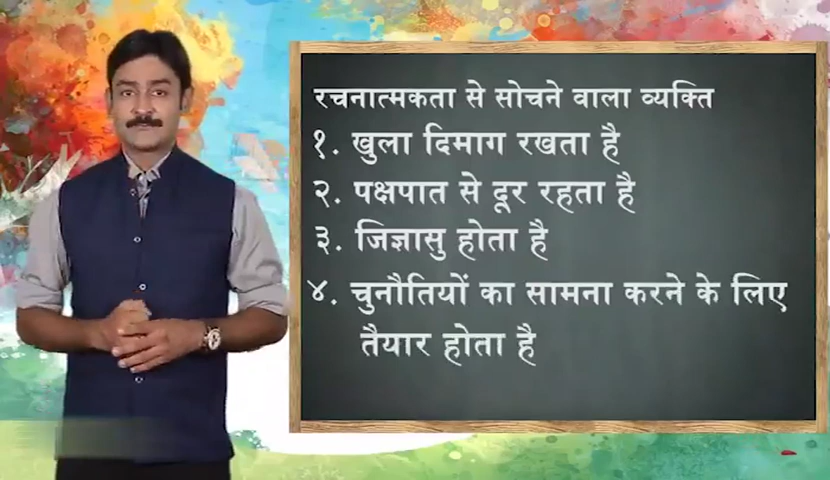 रचनात्मकता से सोचने वाला व्यक्ति
१. खुला दिमाग रखता है
२. पक्षपात से दूर रहता है
३. जिज्ञासु होता है
४. चुनौतियों का सामना करने के लिए
तैयार होता है